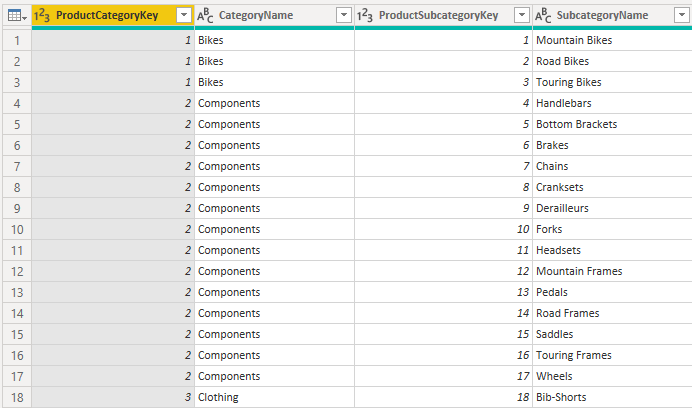 1²3 ProductCategoryKey ABC CategoryName 1²3 ProductSubcategoryKey ABC SubcategoryName
1 1 Bikes 1 Mountain Bikes
2 1 Bikes 2 Road Bikes
3 1 Bikes 3 Touring Bikes
4 2 Components 4 Handlebars
5 2 Components 5 Bottom Brackets
6 2 Components 6 Brakes
7 2 Components 7 Chains
8 2 Components 8 Cranksets
9 2 Components 9 Derailleurs
10 2 Components 10 Forks
11 2 Components 11 Headsets
12 2 Components 12 Mountain Frames
13 2 Components 13 Pedals
14 2 Components 14 Road Frames
15 2 Components 15 Saddles
16 2 Components 16 Touring Frames
17 2 Components 17 Wheels
18 3 Clothing 18 Bib-Shorts